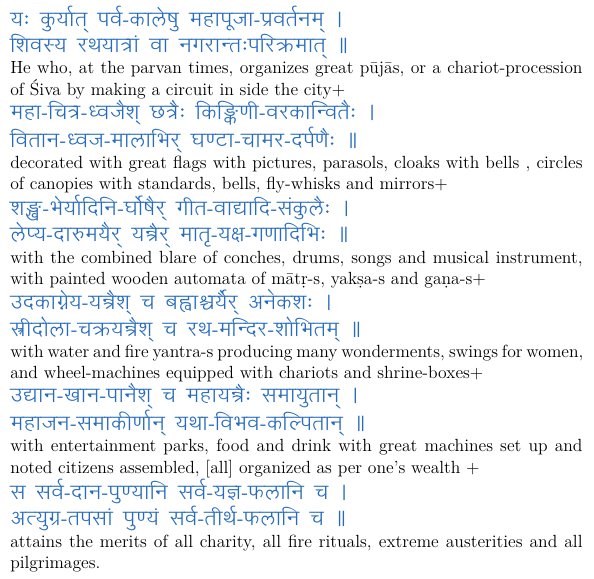 यः कुर्यात् पर्व-कालेषु महापूजा-प्रवर्तनम् ।
शिवस्य रथयात्रां वा नगरान्तःपरिक्रमात् ॥
He who, at the parvan times, organizes great pūjās, or a chariot-procession
of Śiva by making a circuit in side the city+
महा-चित्र-ध्वजैश् छत्रैः किङ्किणी-वरकान्वितैः ।
वितान-ध्वज-मालाभिर् घण्टा-चामर-दर्पणैः ॥
decorated with great flags with pictures, parasols, cloaks with bells , circles
of canopies with standards, bells, fly-whisks and mirrors+
शङ्ख-भेर्यादिनि-र्घोषैर् गीत-वाद्यादि-संकुलैः ।
लेप्य-दारुमयैर् यन्त्रैर् मातृ-यक्ष-गणादिभिः ॥
with the combined blare of conches, drums, songs and musical instrument,
with painted wooden automata of mātṛ-s, yakṣa-s and gaṇa-s+
उदकाग्नेय-यन्त्रैश् च बह्वाश्चर्यैर् अनेकशः ।
स्त्रीदोला-चक्रयन्त्रैश् च रथ-मन्दिर-शोभितम् ॥
with water and fire yantra-s producing many wonderments, swings for women,
and wheel-machines equipped with chariots and shrine-boxes+
उद्यान-खान-पानैश् च महायन्त्रैः समायुतान् ।
महाजन-समाकीर्णान् यथा-विभव-कल्पितान् ॥
with entertainment parks, food and drink with great machines set up and
noted citizens assembled, [all] organized as per one's wealth +
स सर्व-दान-पुण्यानि सर्व-यज्ञ-फलानि च ।
अत्युग्र-तपसां पुण्यं सर्व-तीर्थ-फलानि च ॥
attains the merits of all charity, all fire rituals, extreme austerities and all
pilgrimages.